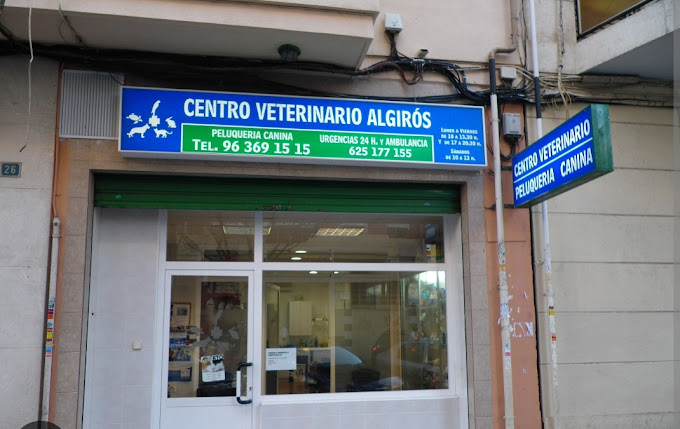 CENTRO VETERINARIO ALGIRÓS
PELUQUERIA CANINA
TEL. 96 369 15 15
URGENCIAS 24 H. Y AMBULANCIA
625 177 155
LUNES A VIERNES
DE 10 A 13.30 H.
Y DE 17 A 20.30 H.
SÁBADOS
DE 10 A 13 H.
CENTRO VETERINARIO
PELUQUERIA CANINA
26